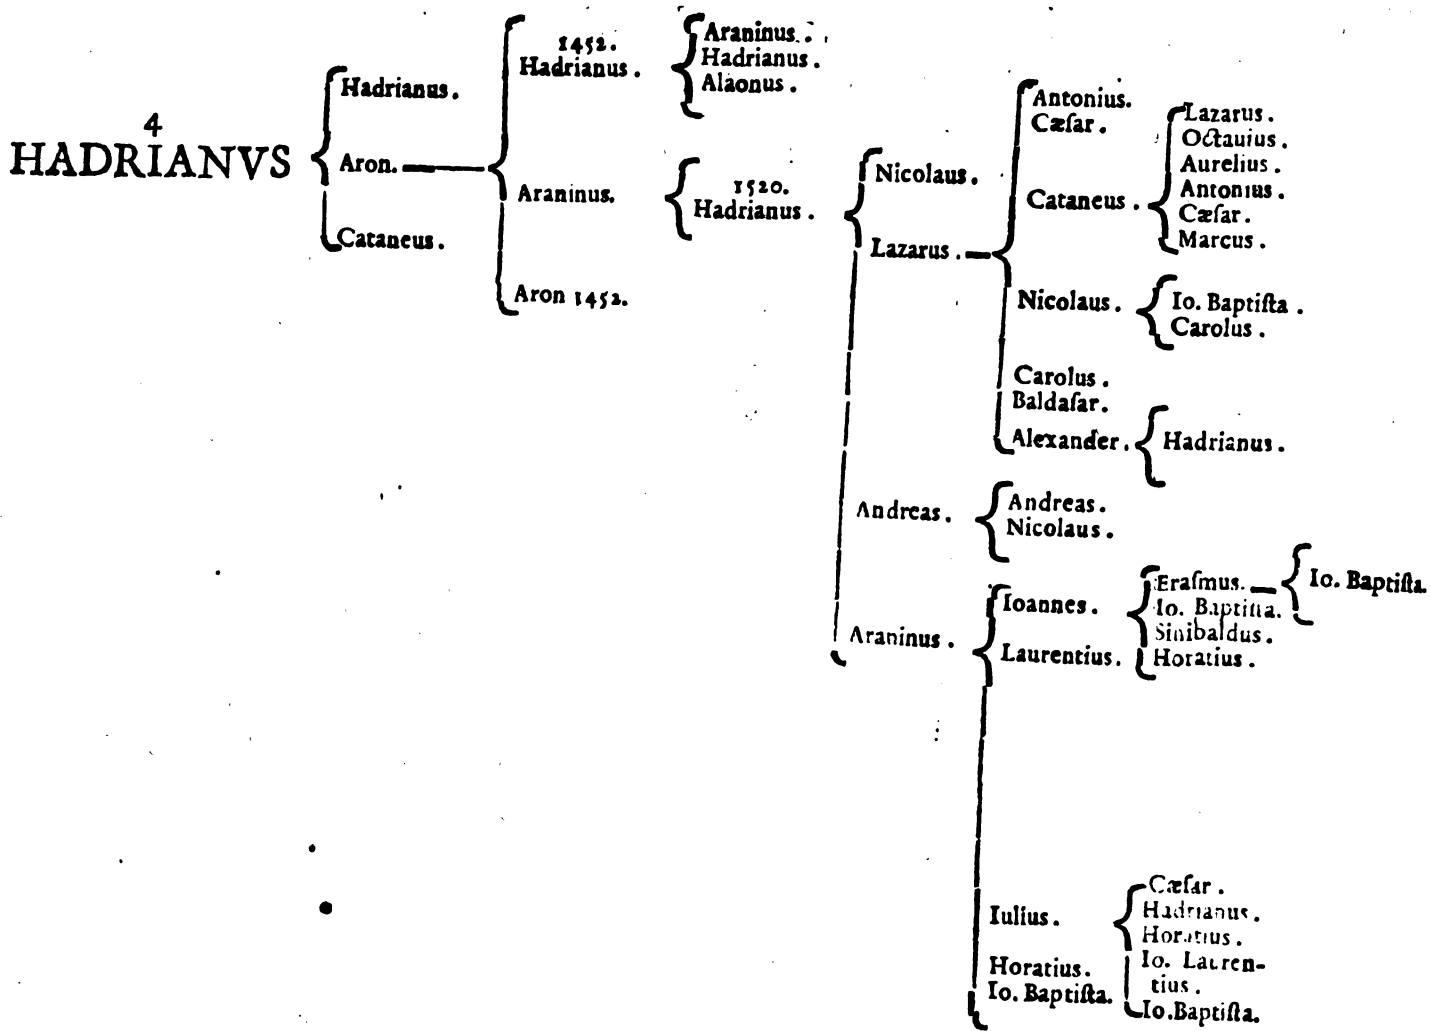 4
HADRIANVS
Hadrianus.
Aron.
Cataneus.
1452.
Hadrianus.
Araninus.
Aron 1452.
Araninus.
Hadrianus.
Alaonus.
1520.
Hadrianus.
Nicolaus.
Lazarus.
Andreas.
Araninus.
Antonius.
Cæſar.
Cataneus.
Nicolaus.
Carolus.
Baldaſar.
Alexander.
Lazarus.
Octauius.
Aurelius.
Antonius.
Cæſar.
Marcus.
Io. Baptiſta.
Carolus.
Hadrianus.
Andreas.
Nicolaus.
Ioannes.
Laurentius.
Eraſmus.
Io. Baptiſta.
Sinibaldus.
Horatius.
Io. Baptiſta.
Iulius.
Horatius.
Io. Baptiſta.
Cæſar.
Hadrianus.
Horatius.
Io. Lauren-
tius.
Io. Baptiſta.